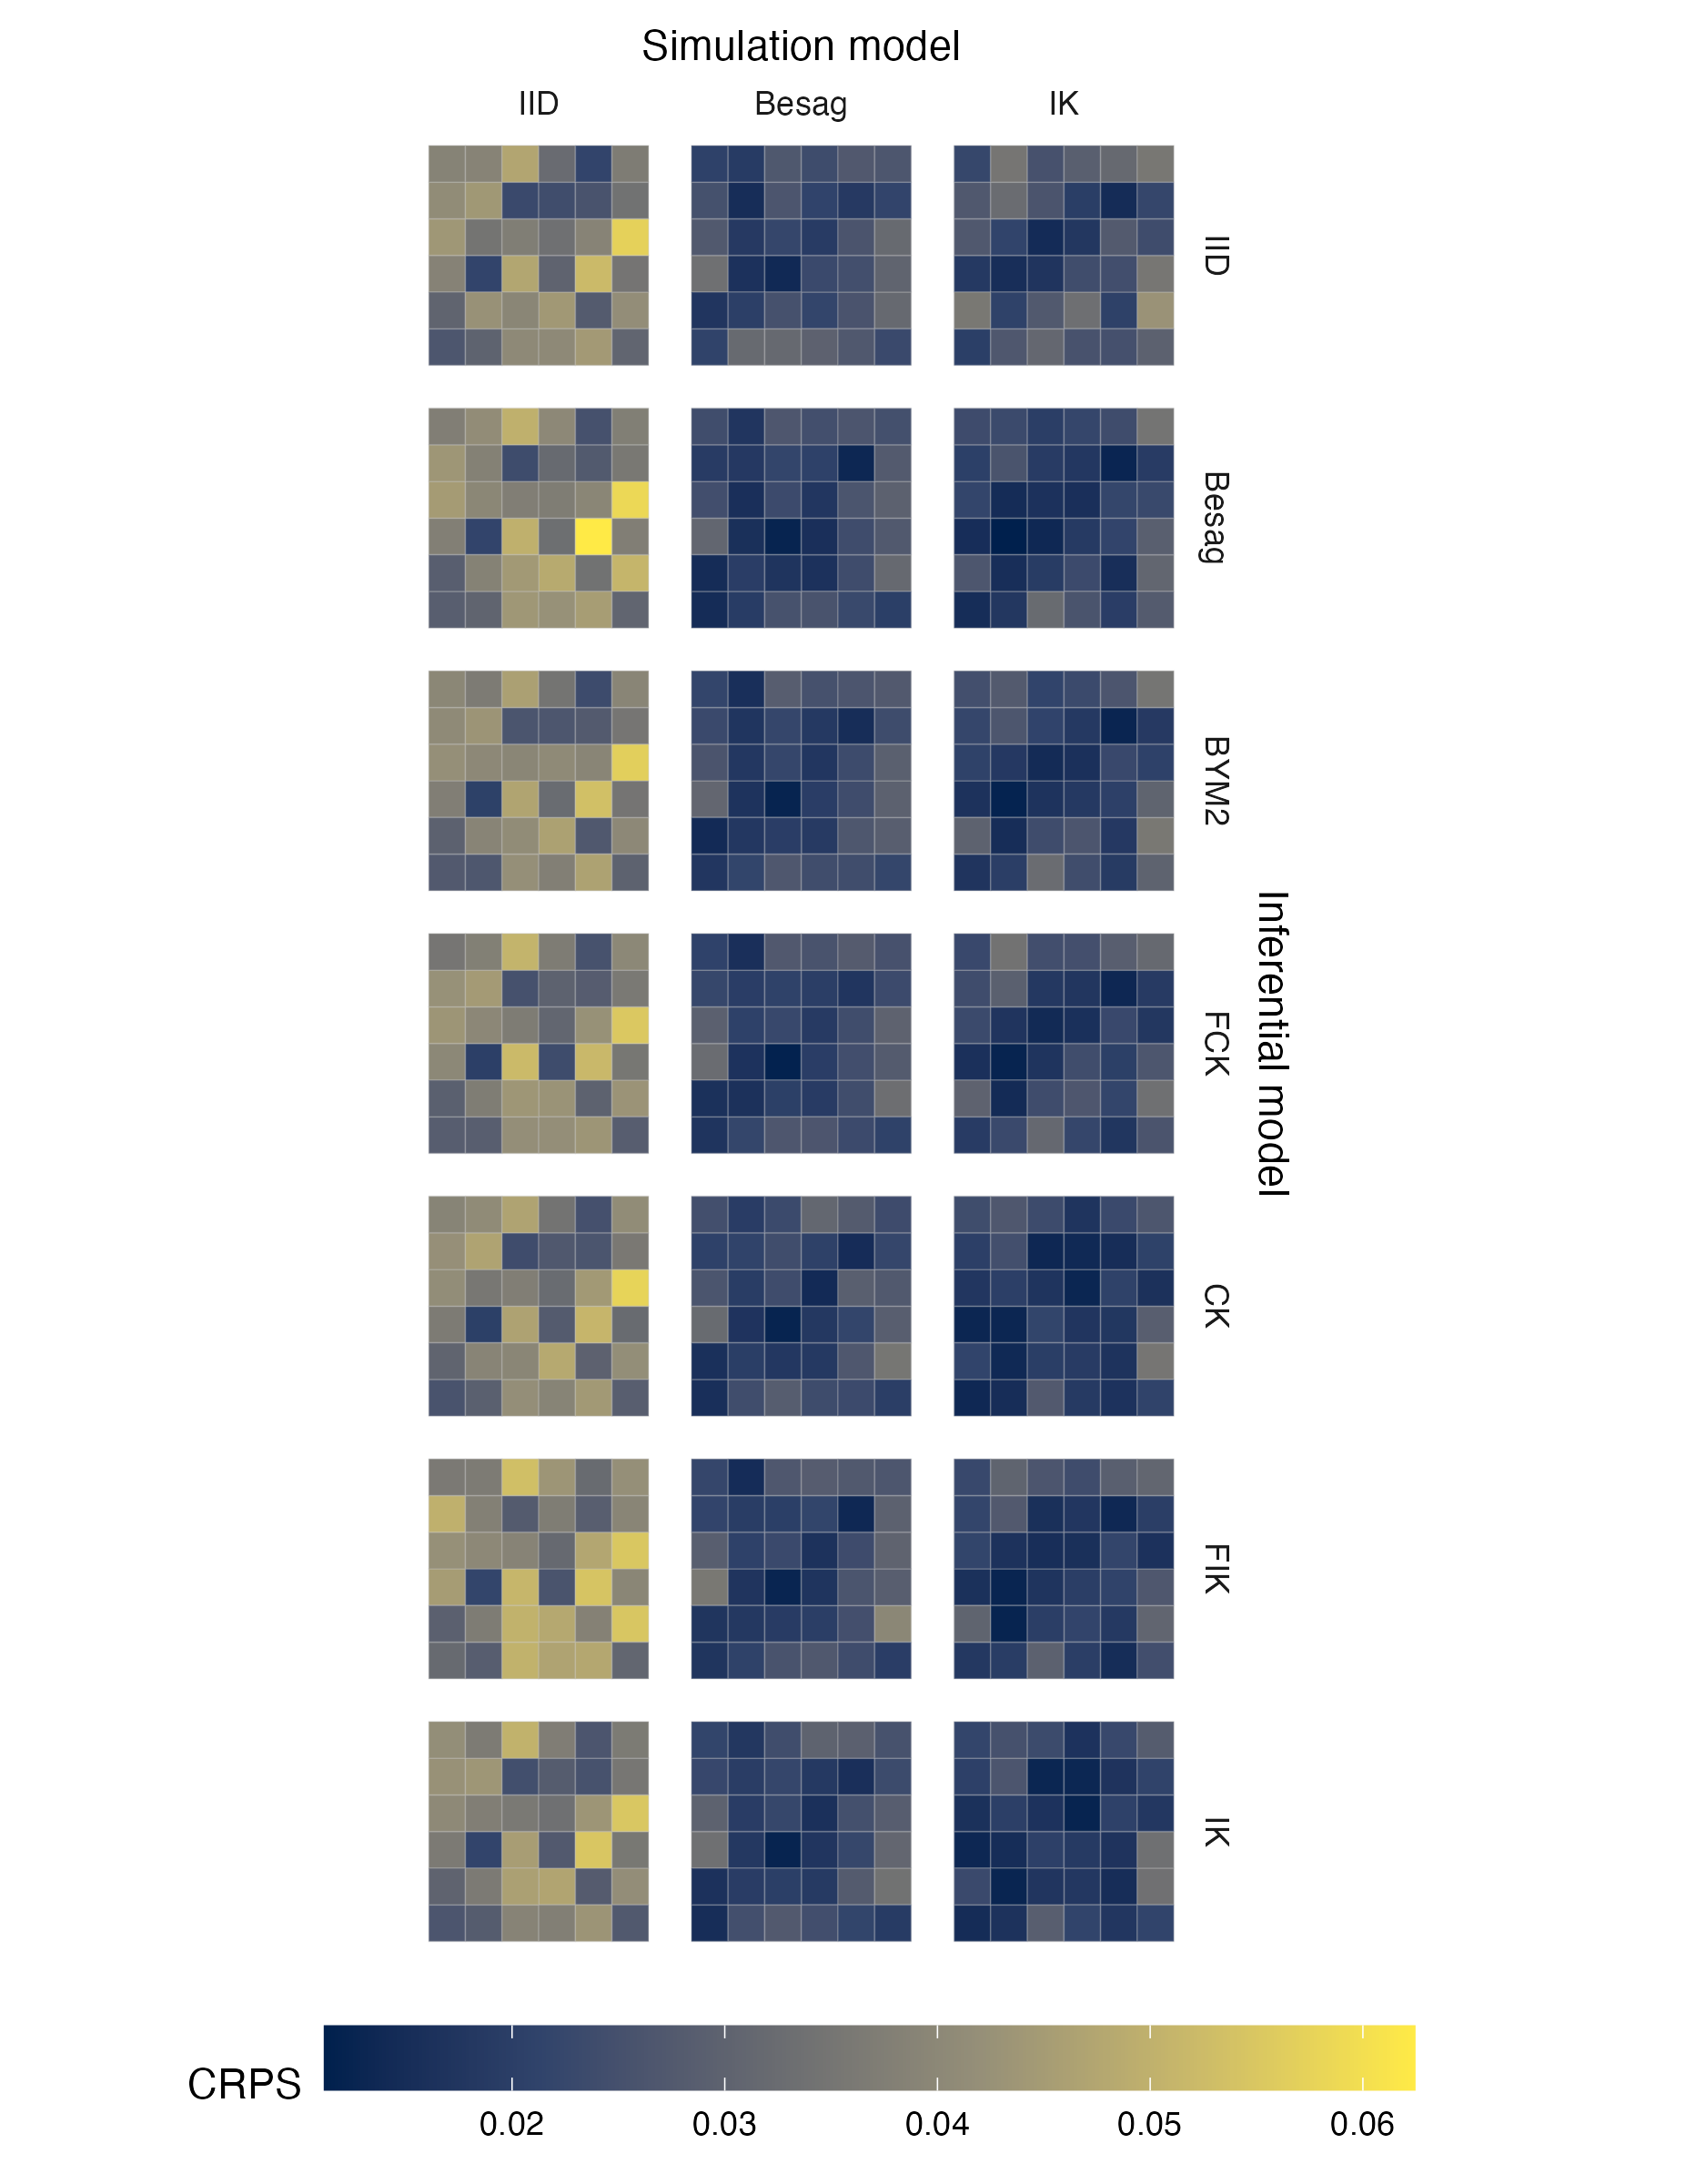 Simulation model
IID Besag IK
IID
Besag
BYM2
FCK
CK
FIK
IK
Inferential model
CRPS
0.02 0.03 0.04 0.05 0.06